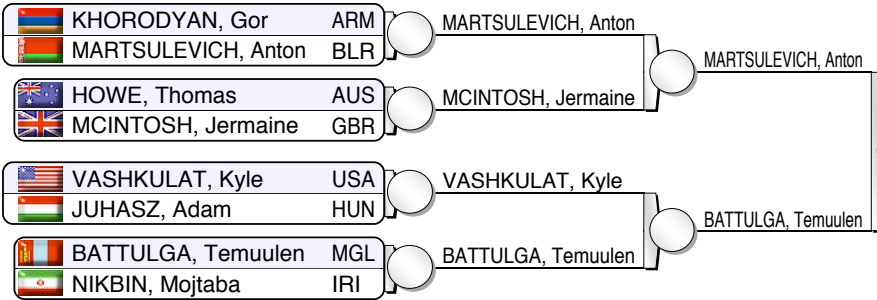 KHORODYAN, Gor ARM
MARTSULEVICH, Anton BLR
HOWE, Thomas AUS
MCINTOSH, Jermaine GBR
VASHKULAT, Kyle USA
JUHASZ, Adam HUN
BATTULGA, Temuulen MGL
NIKBIN, Mojtaba IRI
MARTSULEVICH, Anton
MCINTOSH, Jermaine
VASHKULAT, Kyle
BATTULGA, Temuulen
MARTSULEVICH, Anton
BATTULGA, Temuulen